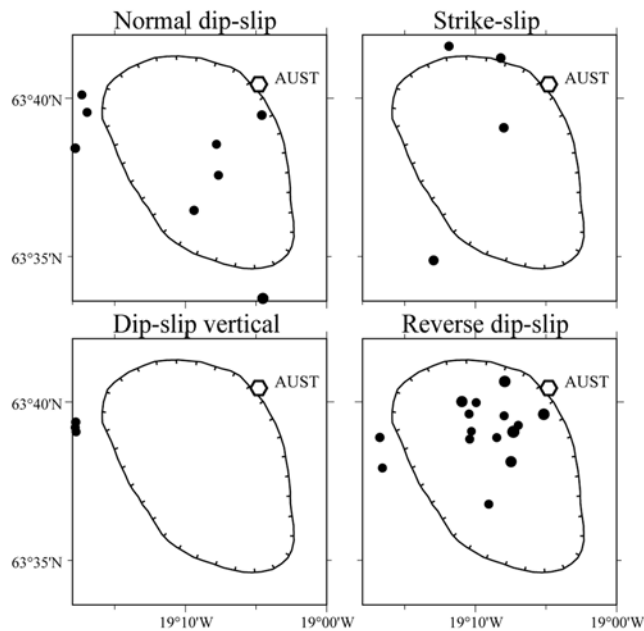 Normal dip-slip
Strike-slip
63°40'N
AUST
AUST
63°35'N
Dip-slip vertical
Reverse dip-slip
63°40'N
AUST
AUST
63°35'N
19°10'W
19°00'W
19°10'W
19°00'W